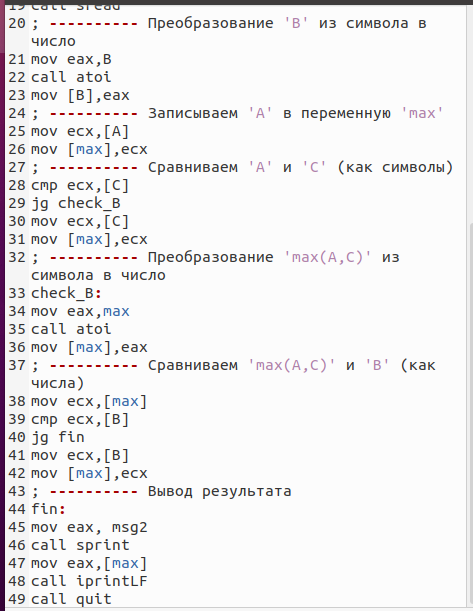 19 call sread
20 ; ---------- Преобразование 'B' из символа в
число
21 mov eax,B
22 call atoi
23 mov [B],eax
24 ; ---------- Записываем 'A' в переменную 'max'
25 mov ecx,[A]
26 mov [max],ecx
27 ; ---------- Сравниваем 'A' и 'C' (как символы)
28 cmp ecx,[C]
29 jg check_B
30 mov ecx,[C]
31 mov [max],ecx
32 ; ---------- Преобразование 'max(A,C)' из
символа в число
33 check_B:
34 mov eax,max
35 call atoi
36 mov [max],eax
37 ; ---------- Сравниваем 'max(A,C)' и 'B' (как
числа)
38 mov ecx,[max]
39 cmp ecx,[B]
40 jg fin
41 mov ecx,[B]
42 mov [max],ecx
43 ; ---------- Вывод результата
44 fin:
45 mov eax, msg2
46 call sprint
47 mov eax,[max]
48 call iprintLF
49 call quit